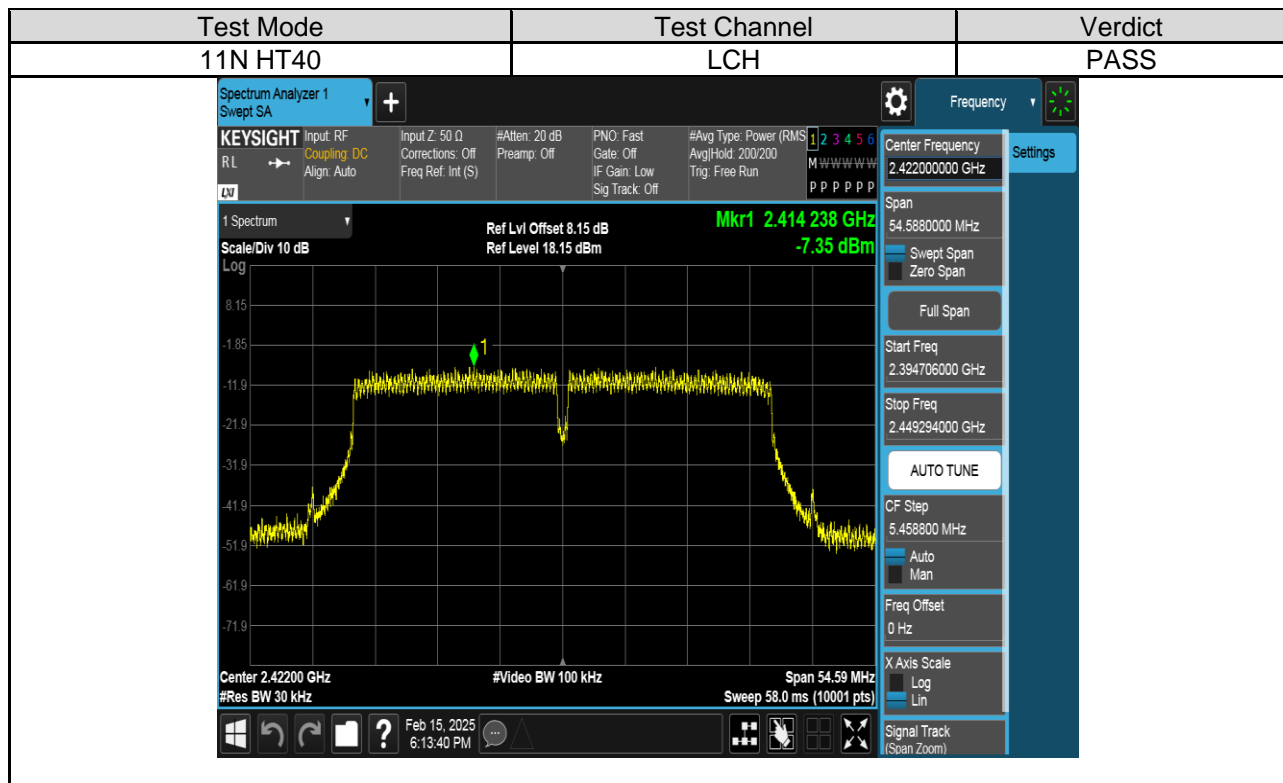 Test Mode Test Channel Verdict
11N HT40 LCH PASS
Spectrum Analyzer 1
Swept SA
+
Frequency
KEYSIGHT
R L
LXI
Input: RF
Coupling: DC
Align: Auto
Input Z: 50 Ω
Corrections: Off
Freq Ref: Int (S)
#Atten: 20 dB
Preamp: Off
PNO: Fast
Gate: Off
IF Gain: Low
Sig Track: Off
#Avg Type: Power (RMS
Avg|Hold: 200/200
Trig: Free Run
1 2 3 4 5 6
M W W W W W
P P P P P P
1 Spectrum
Scale/Div 10 dB
Ref Lvl Offset 8.15 dB
Ref Level 18.15 dBm
Mkr1 2.414 238 GHz
-7.35 dBm
Log
8.15
-1.85
-11.9
-21.9
-31.9
-41.9
-51.9
-61.9
-71.9
1
Center 2.42200 GHz
#Res BW 30 kHz
#Video BW 100 kHz
Span 54.59 MHz
Sweep 58.0 ms (10001 pts)
Center Frequency
2.422000000 GHz
Settings
Span
54.5880000 MHz
Swept Span
Zero Span
Full Span
Start Freq
2.394706000 GHz
Stop Freq
2.449294000 GHz
AUTO TUNE
CF Step
5.458800 MHz
Auto
Man
Freq Offset
0 Hz
X Axis Scale
Log
Lin
Signal Track
(Span Zoom)
?
Feb 15, 2025
6:13:40 PM